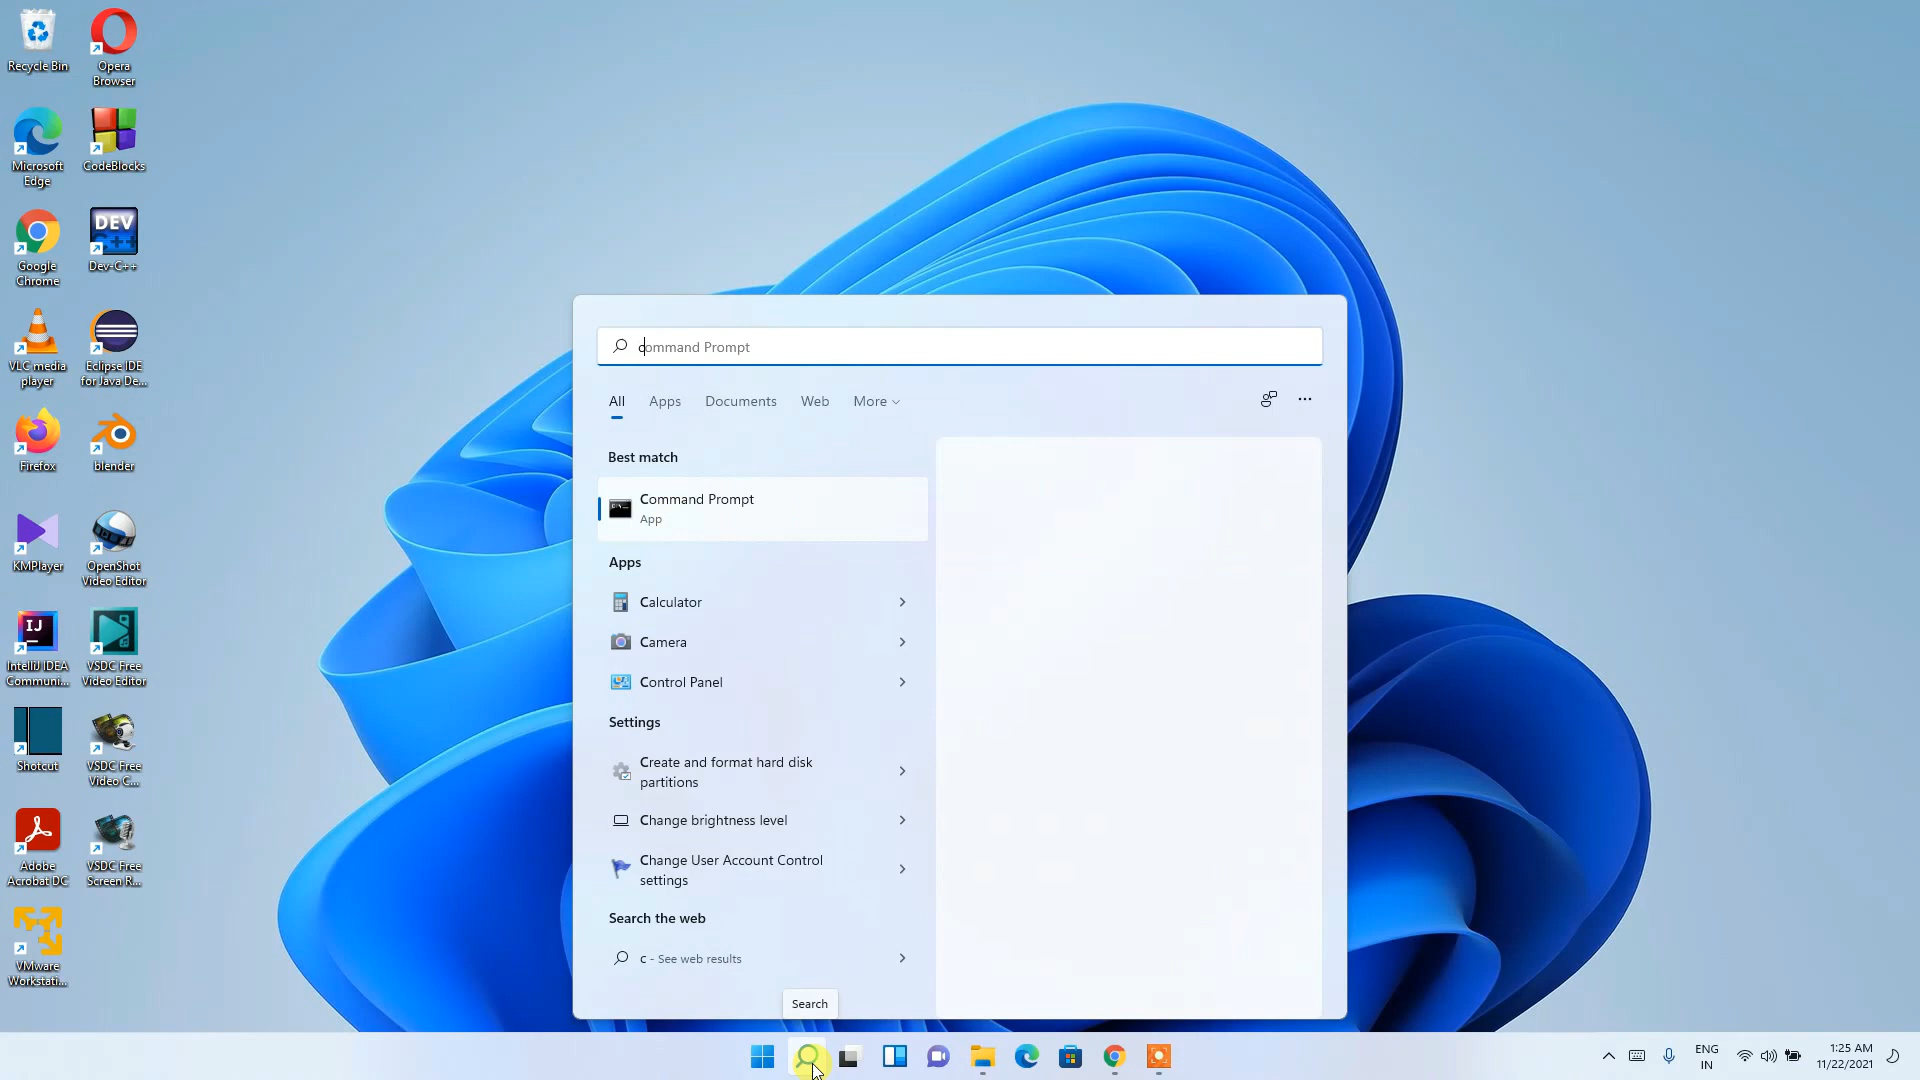 Recycle Bin
Opera
Browser
Microsoft
Edge
CodeBlocks
Google
Chrome
DEV
C++
Dev-C++
VLC media
player
Eclipse IDE
for Java De...
Firefox
blender
KMPlayer
OpenShot
Video Editor
IJ
IntelliJ IDEA
Communi...
VSDC Free
Video Editor
Shotcut
VSDC Free
Video C...
Adobe
Acrobat DC
VSDC Free
Screen R...
VMware
Workstati...
command Prompt
All
Apps
Documents
Web
More
Best match
Command Prompt
App
Apps
Calculator
Camera
Control Panel
Settings
Create and format hard disk
partitions
Change brightness level
Change User Account Control
settings
Search the web
c - See web results
Search
ENG
IN
1:25 AM
11/22/2021